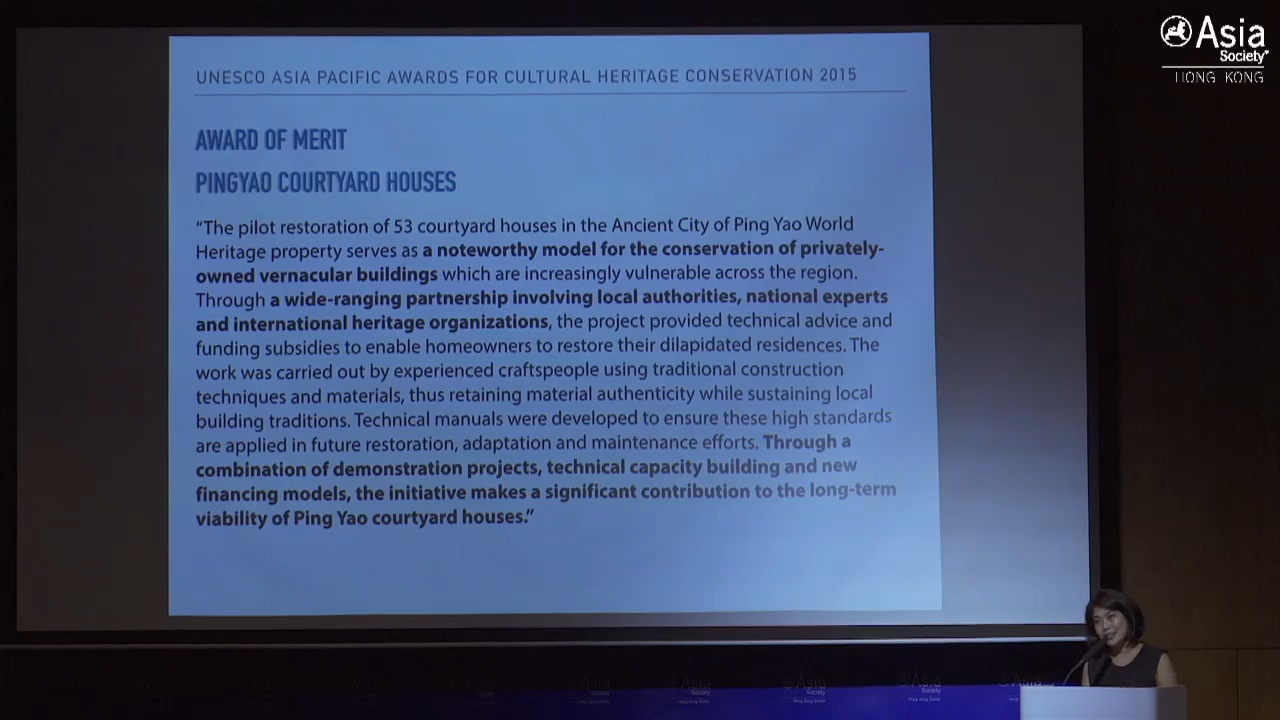 Asia
Society
HONG KONG
UNESCO ASIA PACIFIC AWARDS FOR CULTURAL HERITAGE CONSERVATION 2015
AWARD OF MERIT
PINGYAO COURTYARD HOUSES
“The pilot restoration of 53 courtyard houses in the Ancient City of Ping Yao World
Heritage property serves as a noteworthy model for the conservation of privately-
owned vernacular buildings which are increasingly vulnerable across the region.
Through a wide-ranging partnership involving local authorities, national experts
and international heritage organizations, the project provided technical advice and
funding subsidies to enable homeowners to restore their dilapidated residences. The
work was carried out by experienced craftspeople using traditional construction
techniques and materials, thus retaining material authenticity while sustaining local
building traditions. Technical manuals were developed to ensure these high standards
are applied in future restoration, adaptation and maintenance efforts. Through a
combination of demonstration projects, technical capacity building and new
financing models, the initiative makes a significant contribution to the long-term
viability of Ping Yao courtyard houses.”